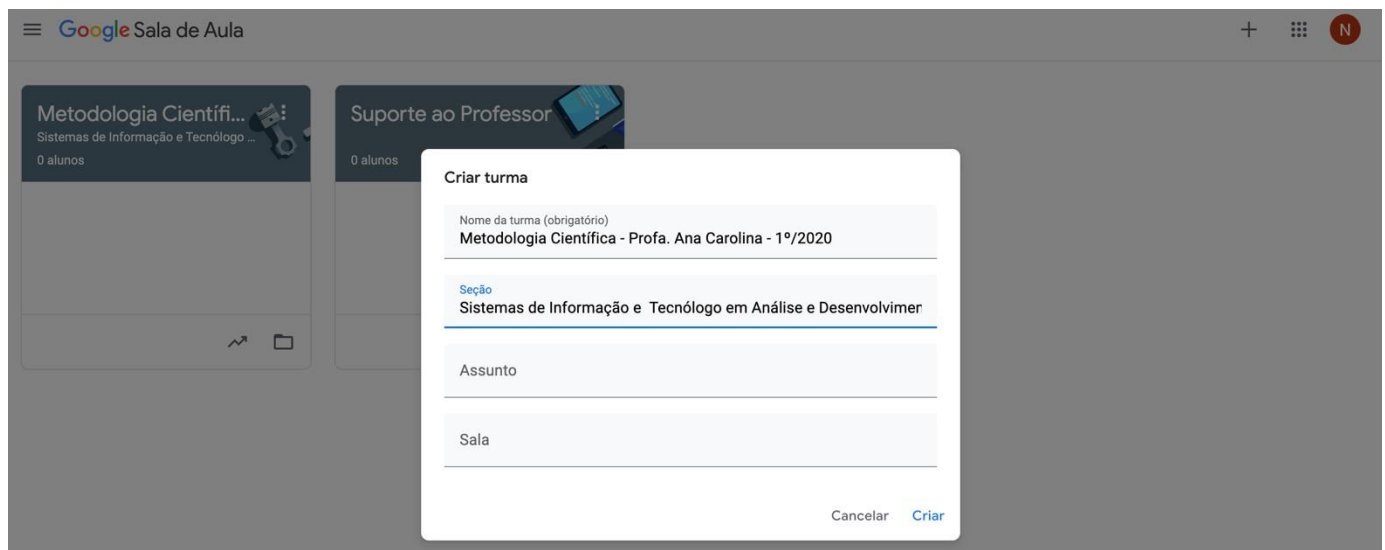 Google Sala de Aula
N
Metodologia Científi...
Sistemas de Informação e Tecnólogo ...
0 alunos
Suporte ao Professor
0 alunos
Criar turma
Nome da turma (obrigatório)
Metodologia Científica - Profa. Ana Carolina - 1º/2020
Seção
Sistemas de Informação e  Tecnólogo em Análise e Desenvolvimen
Assunto
Sala
Cancelar Criar